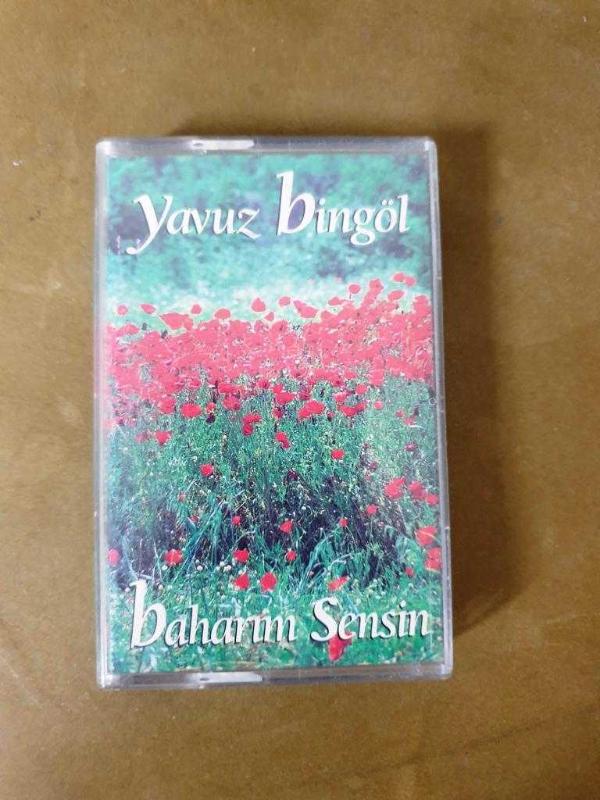 yavuz bingöl
baharım sensin